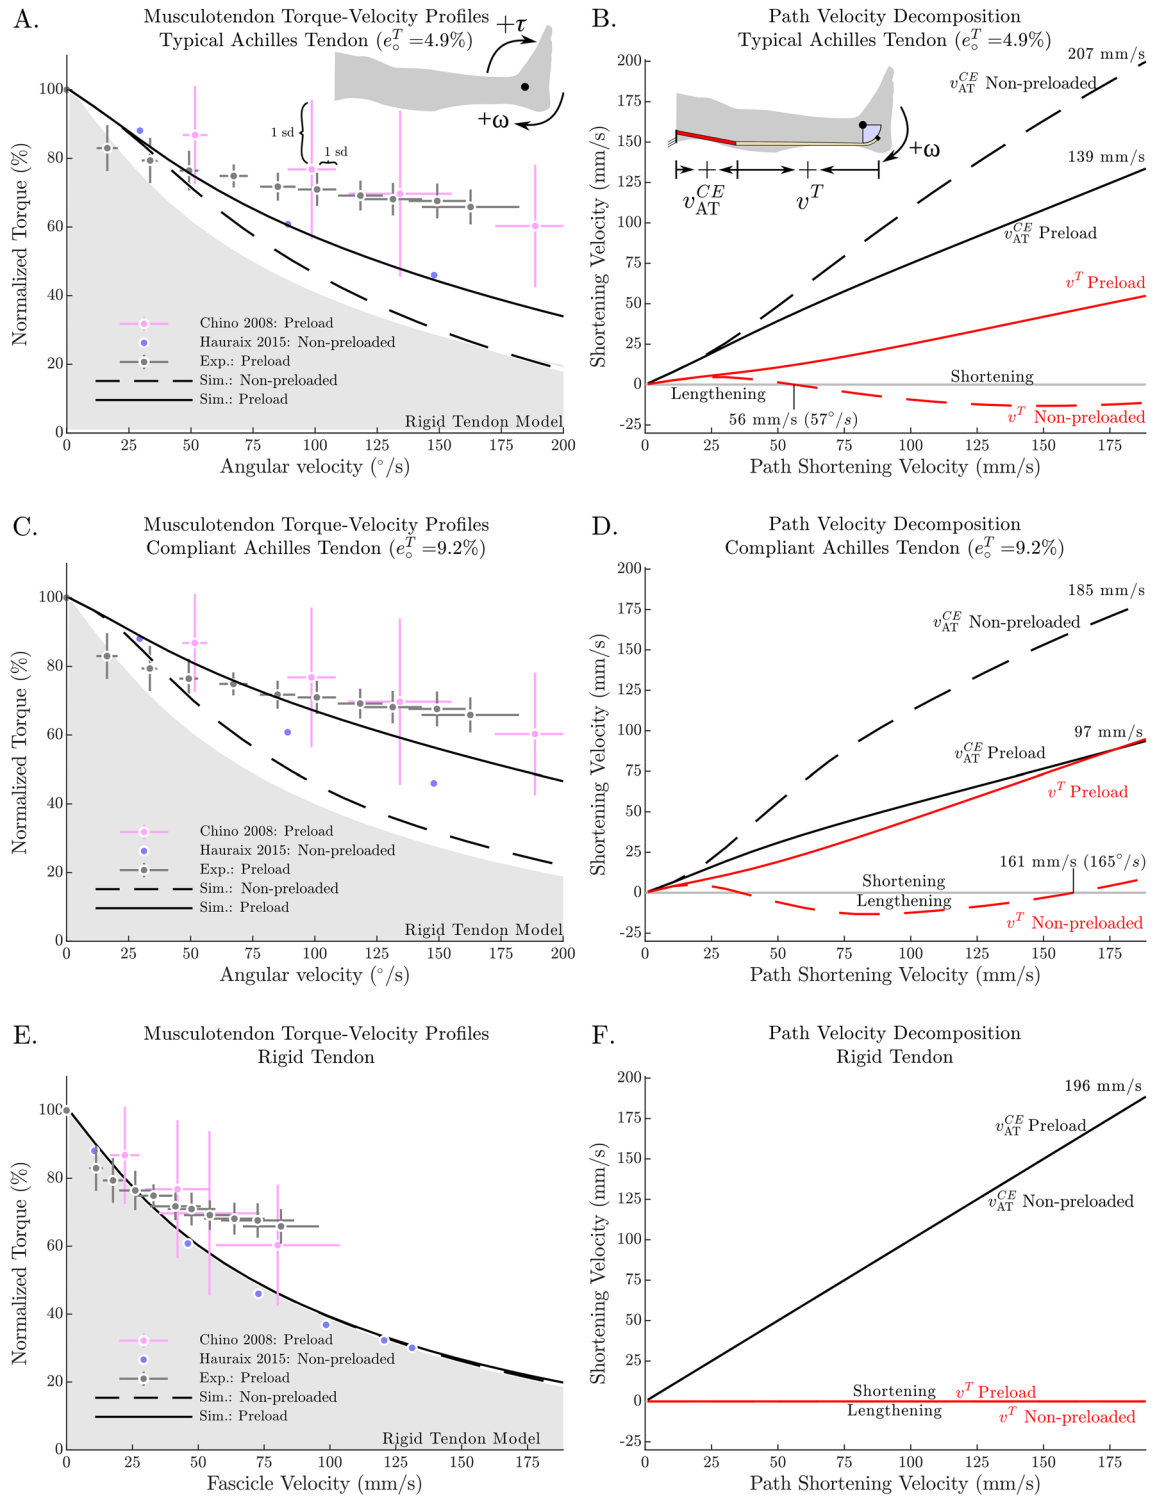 A.
Musculotendon Torque-Velocity Profiles
Typical Achilles Tendon (e∘ᵀ =4.9%)
+τ
+ω
1 sd
1 sd
Normalized Torque (%)
100
80
60
40
20
0
Chino 2008: Preload
Hauraix 2015: Non-preloaded
Exp.: Preload
Sim.: Non-preloaded
Sim.: Preload
Rigid Tendon Model
0 25 50 75 100 125 150 175 200
Angular velocity (°/s)
B.
Path Velocity Decomposition
Typical Achilles Tendon (e∘ᵀ =4.9%)
207 mm/s
v_AT^CE Non-preloaded
139 mm/s
v_AT^CE Preload
v^T Preload
+ω
+ +
v_AT^CE v^T
Shortening
Lengthening
56 mm/s (57°/s)
v^T Non-preloaded
Shortening Velocity (mm/s)
200
175
150
125
100
75
50
25
0
-25
0 25 50 75 100 125 150 175
Path Shortening Velocity (mm/s)
C.
Musculotendon Torque-Velocity Profiles
Compliant Achilles Tendon (e∘ᵀ =9.2%)
Normalized Torque (%)
100
80
60
40
20
0
Chino 2008: Preload
Hauraix 2015: Non-preloaded
Exp.: Preload
Sim.: Non-preloaded
Sim.: Preload
Rigid Tendon Model
0 25 50 75 100 125 150 175 200
Angular velocity (°/s)
D.
Path Velocity Decomposition
Compliant Achilles Tendon (e∘ᵀ =9.2%)
185 mm/s
v_AT^CE Non-preloaded
97 mm/s
v_AT^CE Preload
v^T Preload
161 mm/s (165°/s)
Shortening
Lengthening
v^T Non-preloaded
Shortening Velocity (mm/s)
200
175
150
125
100
75
50
25
0
-25
0 25 50 75 100 125 150 175
Path Shortening Velocity (mm/s)
E.
Musculotendon Torque-Velocity Profiles
Rigid Tendon
Normalized Torque (%)
100
80
60
40
20
0
Chino 2008: Preload
Hauraix 2015: Non-preloaded
Exp.: Preload
Sim.: Non-preloaded
Sim.: Preload
Rigid Tendon Model
0 25 50 75 100 125 150 175
Fascicle Velocity (mm/s)
F.
Path Velocity Decomposition
Rigid Tendon
196 mm/s
v_AT^CE Preload
v_AT^CE Non-preloaded
Shortening
v^T Preload
Lengthening
v^T Non-preloaded
Shortening Velocity (mm/s)
200
175
150
125
100
75
50
25
0
-25
0 25 50 75 100 125 150 175
Path Shortening Velocity (mm/s)